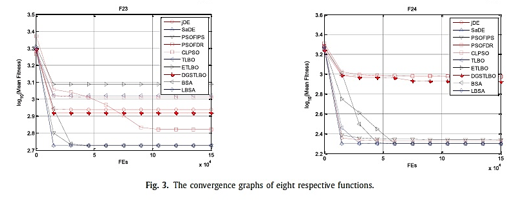 F23
3.6
3.5
3.4
3.3
3.2
3.1
3
2.9
2.8
2.7
log10(Mean Fitness)
0
5
10
15
FEs
x 10^4
jDE
SaDE
PSOFIPS
PSOFDR
CLPSO
TLBO
ETLBO
DGSTLBO
BSA
LBSA
F24
3.6
3.4
3.2
3
2.8
2.6
2.4
2.2
log10(Mean Fitness)
0
5
10
15
FEs
x 10^4
jDE
SaDE
PSOFIPS
PSOFDR
CLPSO
TLBO
ETLBO
DGSTLBO
BSA
LBSA
Fig. 3. The convergence graphs of eight respective functions.